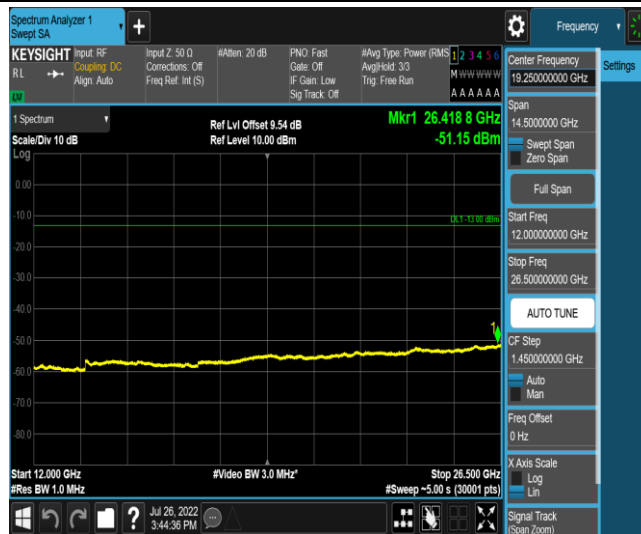 Spectrum Analyzer 1
Swept SA
Frequency
KEYSIGHT
RL
Input: RF
Coupling: DC
Align: Auto
Input Z: 50 Ω
Corrections: Off
Freq Ref: Int (S)
#Atten: 20 dB
PNO: Fast
Gate: Off
IF Gain: Low
Sig Track: Off
#Avg Type: Power (RMS
Avg|Hold: 3/3
Trig: Free Run
1 2 3 4 5 6
M W W W W W
A A A A A A
1 Spectrum
Scale/Div 10 dB
Log
Ref Lvl Offset 9.54 dB
Ref Level 10.00 dBm
Mkr1 26.418 8 GHz
-51.15 dBm
0.00
-10.0
-20.0
-30.0
-40.0
-50.0
-60.0
-70.0
-80.0
DL1 -13.00 dBm
1
Start 12.000 GHz
#Res BW 1.0 MHz
#Video BW 3.0 MHz*
Stop 26.500 GHz
#Sweep ~5.00 s (30001 pts)
Jul 26, 2022
3:44:36 PM
Center Frequency
19.250000000 GHz
Settings
Span
14.5000000 GHz
Swept Span
Zero Span
Full Span
Start Freq
12.000000000 GHz
Stop Freq
26.500000000 GHz
AUTO TUNE
CF Step
1.450000000 GHz
Auto
Man
Freq Offset
0 Hz
X Axis Scale
Log
Lin
Signal Track
(Span Zoom)